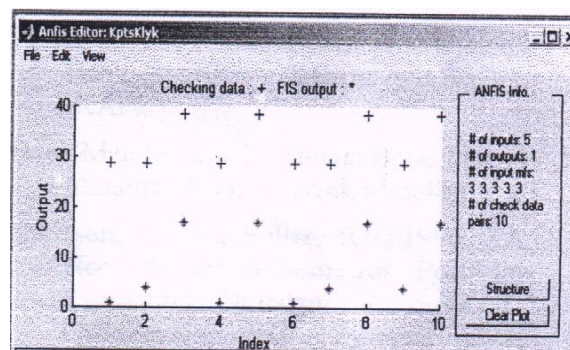 Anfis Editor: KptsKlyk
File Edit View
Checking data : + FIS output : *
40
30
20
10
0
Output
0 2 4 6 8 10
Index
ANFIS Info.
# of inputs: 5
# of outputs: 1
# of input mfs:
3 3 3 3 3
# of check data
pairs: 10
Structure
Clear Plot